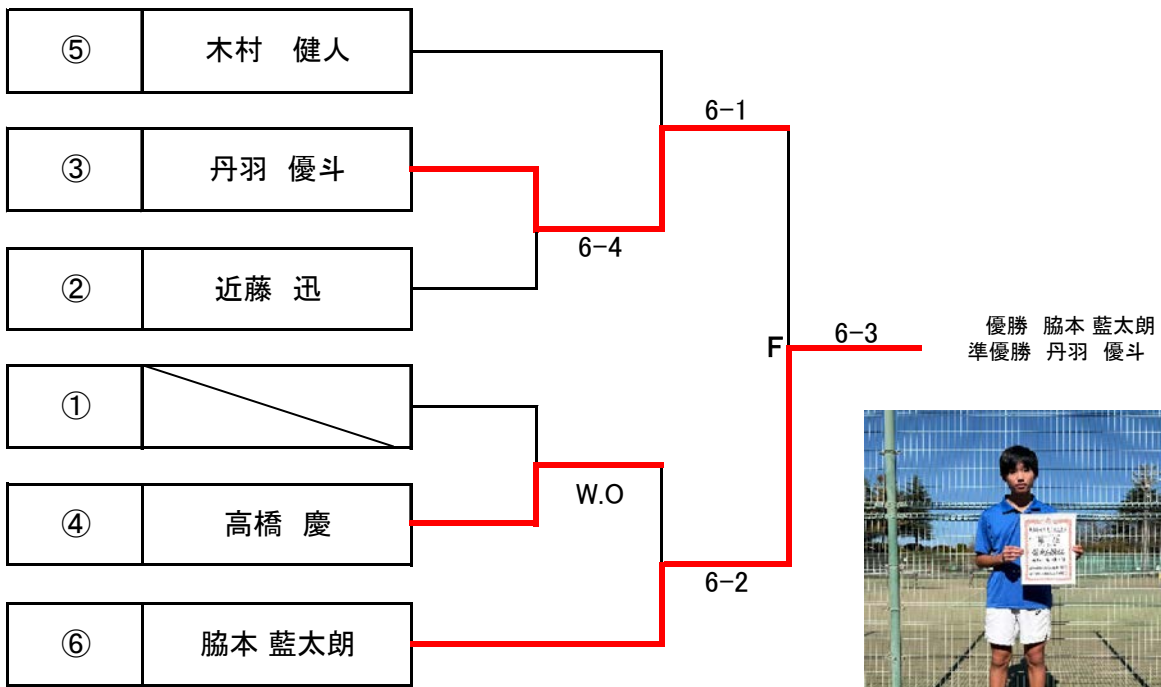 ⑤ 木村 健人
6-1
③ 丹羽 優斗
6-4
② 近藤 迅
F 6-3
優勝 脇本 藍太朗
準優勝 丹羽 優斗
①
W.O
④ 高橋 慶
6-2
⑥ 脇本 藍太朗